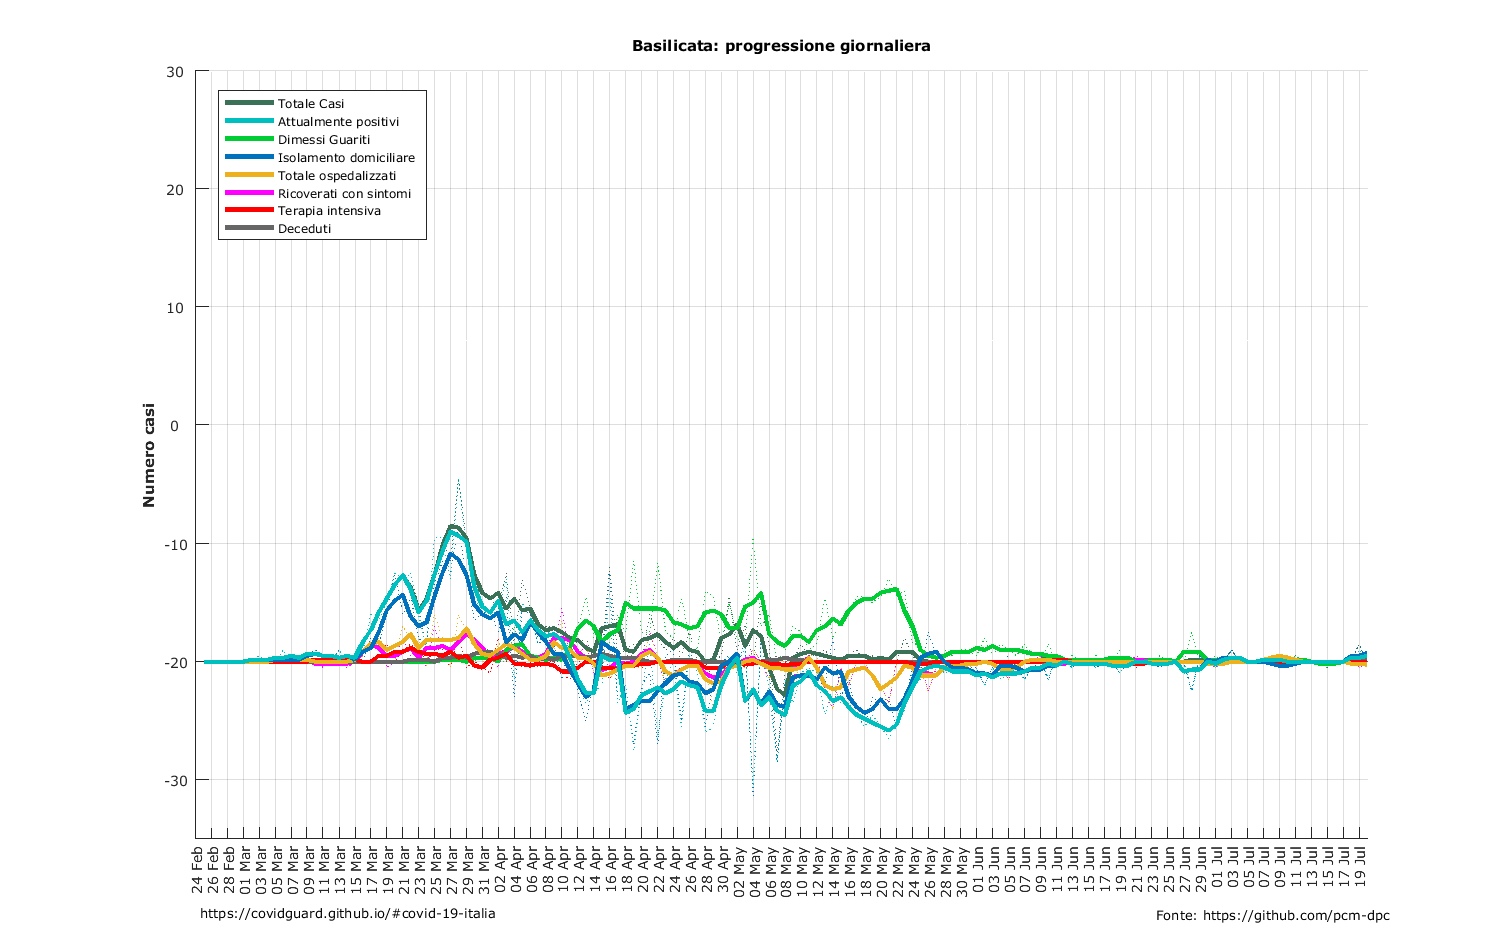 Basilicata: progressione giornaliera
30
20
10
0
-10
-20
-30
Numero casi
Totale Casi
Attualmente positivi
Dimessi Guariti
Isolamento domiciliare
Totale ospedalizzati
Ricoverati con sintomi
Terapia intensiva
Deceduti
24 Feb
26 Feb
28 Feb
01 Mar
03 Mar
05 Mar
07 Mar
09 Mar
11 Mar
13 Mar
15 Mar
17 Mar
19 Mar
21 Mar
23 Mar
25 Mar
27 Mar
29 Mar
31 Mar
02 Apr
04 Apr
06 Apr
08 Apr
10 Apr
12 Apr
14 Apr
16 Apr
18 Apr
20 Apr
22 Apr
24 Apr
26 Apr
28 Apr
30 Apr
02 May
04 May
06 May
08 May
10 May
12 May
14 May
16 May
18 May
20 May
22 May
24 May
26 May
28 May
30 May
01 Jun
03 Jun
05 Jun
07 Jun
09 Jun
11 Jun
13 Jun
15 Jun
17 Jun
19 Jun
21 Jun
23 Jun
25 Jun
27 Jun
29 Jun
01 Jul
03 Jul
05 Jul
07 Jul
09 Jul
11 Jul
13 Jul
15 Jul
17 Jul
19 Jul
https://covidguard.github.io/#covid-19-italia
Fonte: https://github.com/pcm-dpc